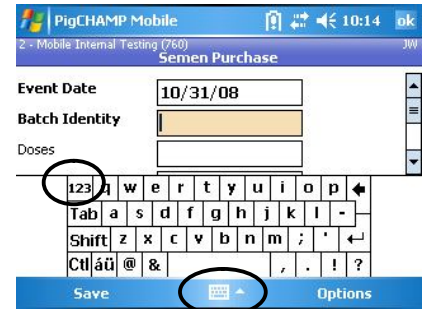 PigCHAMP Mobile 10:14 ok
2 - Mobile Internal Testing (760) JW
Semen Purchase
Event Date 10/31/08
Batch Identity
Doses
123 q w e r t y u i o p
Tab a s d f g h j k l -
Shift z x c v b n m ; '
Ctl áü @ & , . ! ?
Save Options